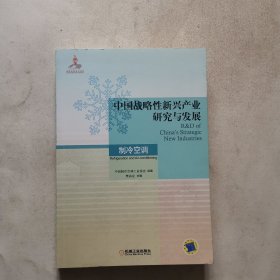 中国战略性新兴产业
研究与发展
R&D of
China's Strategic
New Industries
制冷空调
Refrigeration and Air-conditioning
机械工业出版社